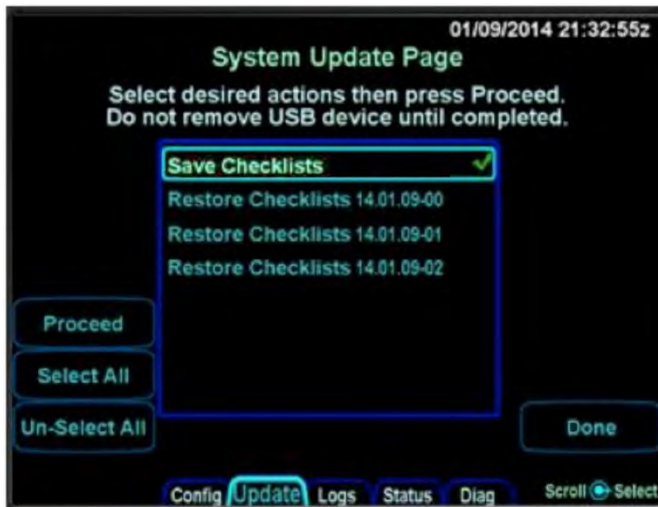 01/09/2014 21:32:55z
System Update Page
Select desired actions then press Proceed.
Do not remove USB device until completed.
Save Checklists
Restore Checklists 14.01.09-00
Restore Checklists 14.01.09-01
Restore Checklists 14.01.09-02
Proceed
Select All
Un-Select All
Done
Config Update Logs Status Diag
Scroll Select